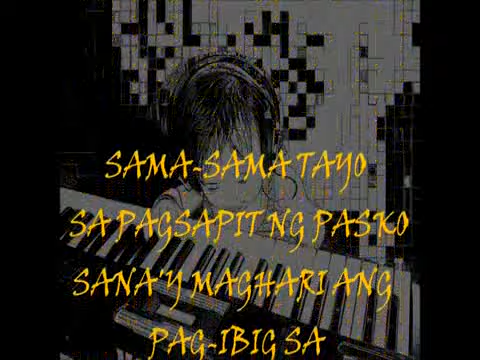 SAMA-SAMA TAYO
SA PAGSAPIT NG PASKO
SANA'Y MAGHARI ANG
PAG-IBIG SA